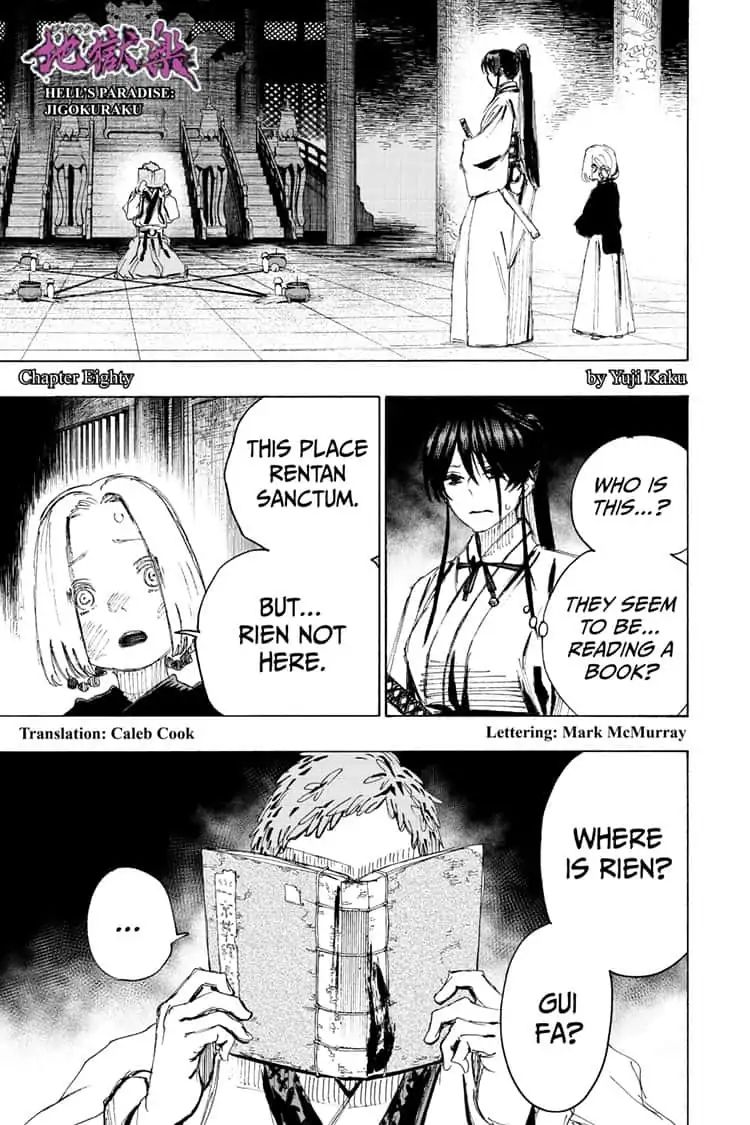 地獄楽
HELL'S PARADISE:
JIGOKURAKU
Chapter Eighty
by Yuji Kaku
WHO IS
THIS...?
THEY SEEM
TO BE...
READING A
BOOK?
THIS PLACE
RENTAN
SANCTUM.
BUT...
RIEN NOT
HERE.
Translation: Caleb Cook
Lettering: Mark McMurray
WHERE
IS RIEN?
GUI
FA?
...